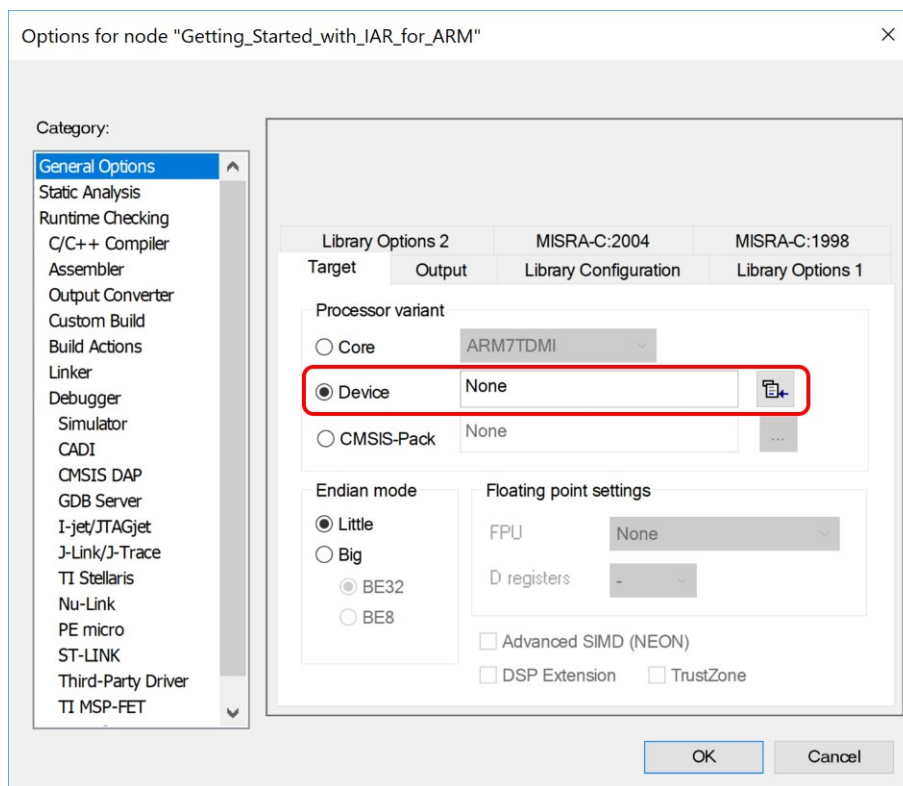 Options for node "Getting_Started_with_IAR_for_ARM"
Category:
General Options
Static Analysis
Runtime Checking
C/C++ Compiler
Assembler
Output Converter
Custom Build
Build Actions
Linker
Debugger
Simulator
CADI
CMSIS DAP
GDB Server
I-jet/JTAGjet
J-Link/J-Trace
TI Stellaris
Nu-Link
PE micro
ST-LINK
Third-Party Driver
TI MSP-FET
Library Options 2 MISRA-C:2004 MISRA-C:1998
Target Output Library Configuration Library Options 1
Processor variant
Core ARM7TDMI
Device None
CMSIS-Pack None ...
Endian mode
Little
Big
BE32
BE8
Floating point settings
FPU None
D registers -
Advanced SIMD (NEON)
DSP Extension TrustZone
OK Cancel